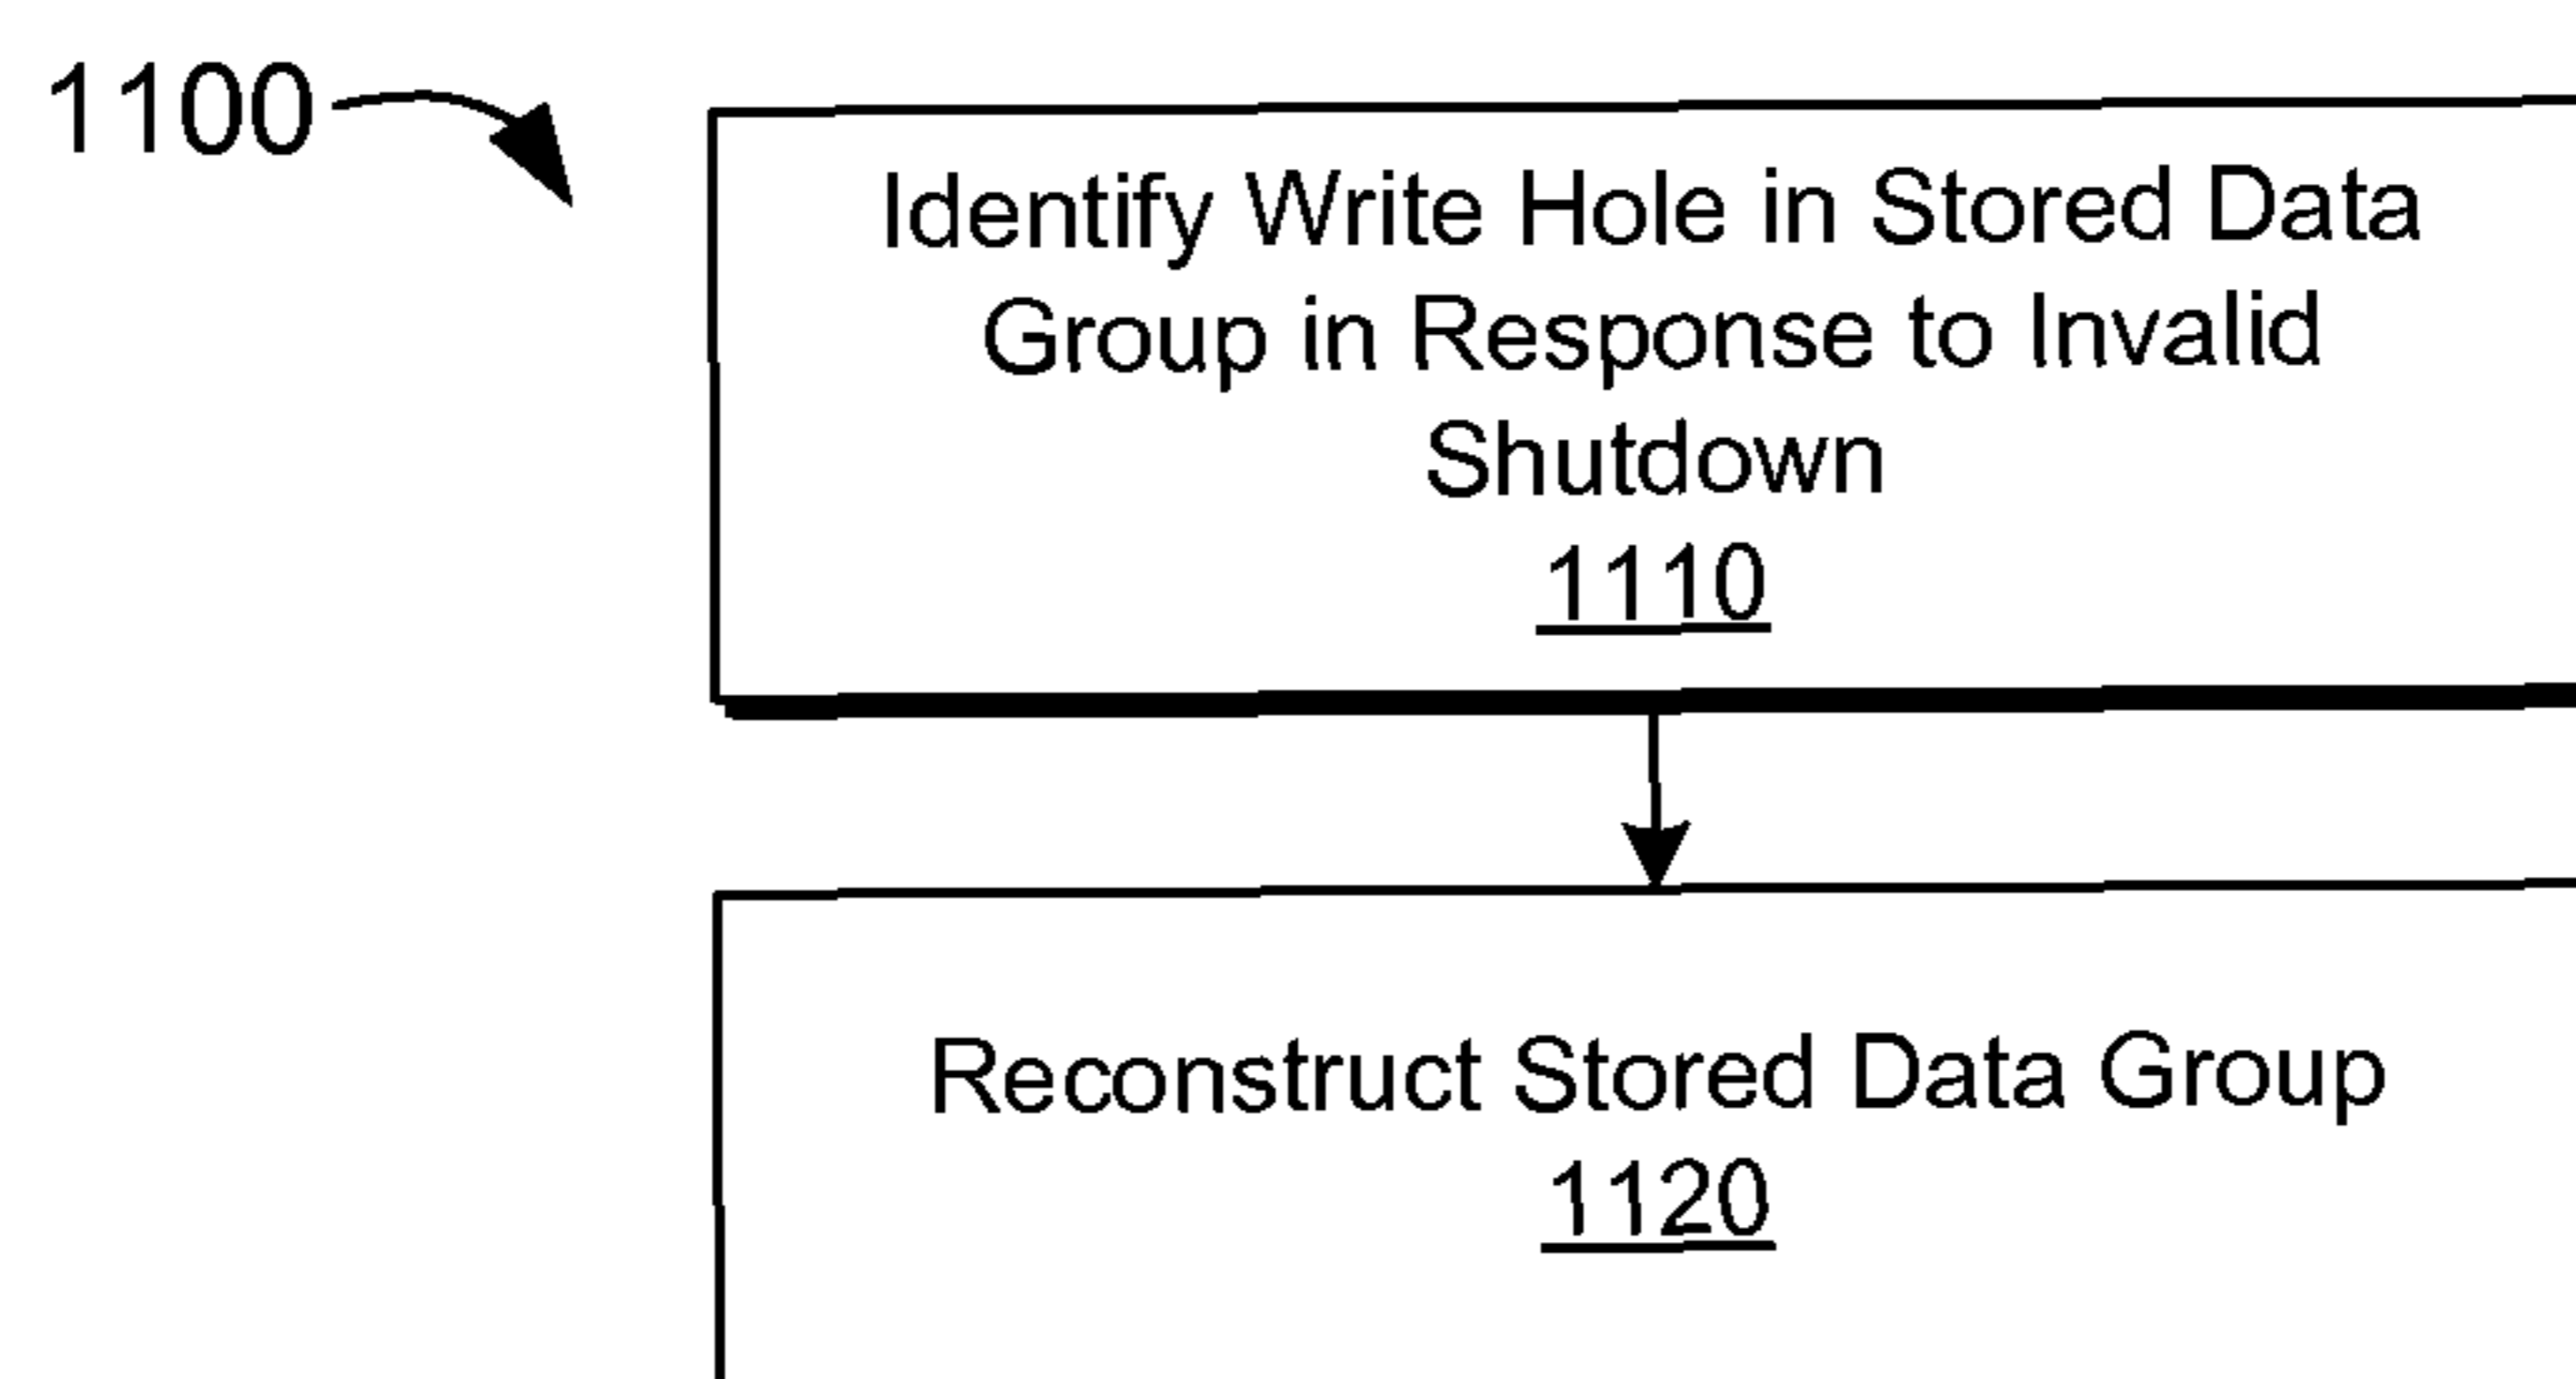 1100
Identify Write Hole in Stored Data
Group in Response to Invalid
Shutdown
1110
Reconstruct Stored Data Group
1120